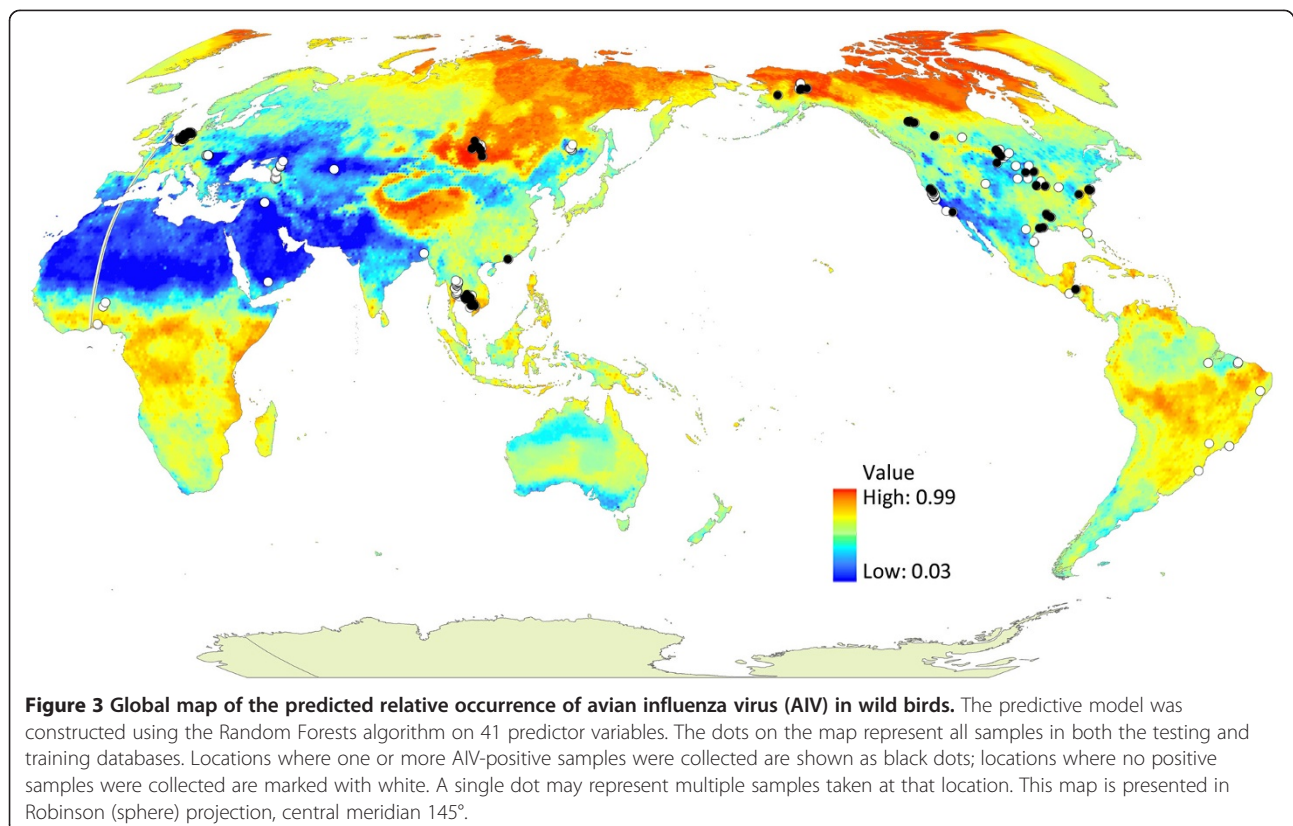 Value
High: 0.99
Low: 0.03
Figure 3 Global map of the predicted relative occurrence of avian influenza virus (AIV) in wild birds. The predictive model was
constructed using the Random Forests algorithm on 41 predictor variables. The dots on the map represent all samples in both the testing and
training databases. Locations where one or more AIV-positive samples were collected are shown as black dots; locations where no positive
samples were collected are marked with white. A single dot may represent multiple samples taken at that location. This map is presented in
Robinson (sphere) projection, central meridian 145°.